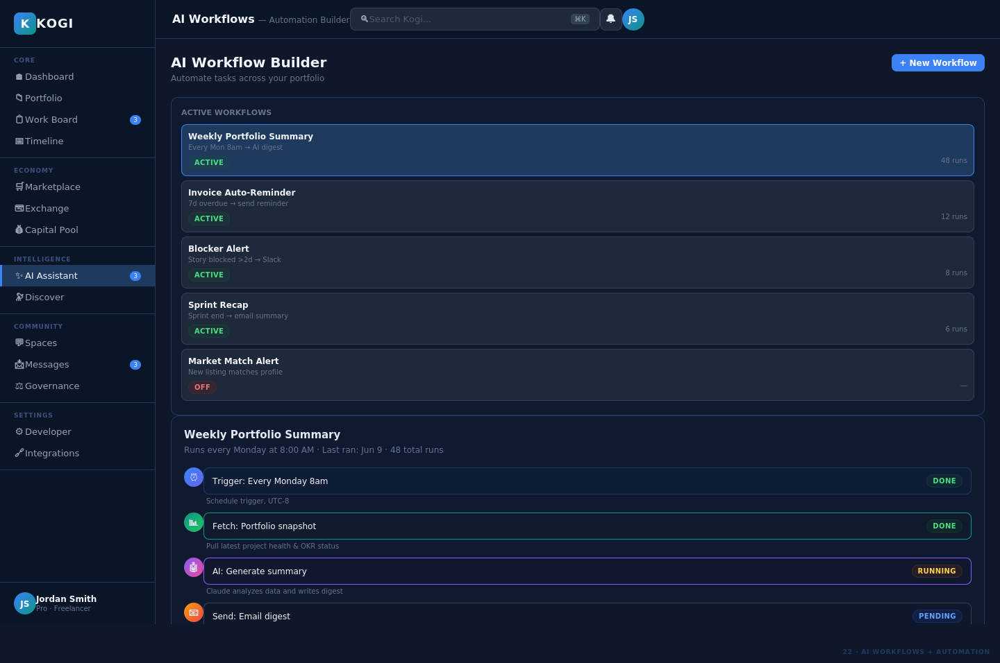 K KOGI
CORE
Dashboard
Portfolio
Work Board 3
Timeline
ECONOMY
Marketplace
Exchange
Capital Pool
INTELLIGENCE
AI Assistant 3
Discover
COMMUNITY
Spaces
Messages 3
Governance
SETTINGS
Developer
Integrations
JS
Jordan Smith
Pro · Freelancer
AI Workflows — Automation Builder
Search Kogi... ⌘K
JS
AI Workflow Builder
Automate tasks across your portfolio
+ New Workflow
ACTIVE WORKFLOWS
Weekly Portfolio Summary
Every Mon 8am → AI digest
ACTIVE
48 runs
Invoice Auto-Reminder
7d overdue → send reminder
ACTIVE
12 runs
Blocker Alert
Story blocked >2d → Slack
ACTIVE
8 runs
Sprint Recap
Sprint end → email summary
ACTIVE
6 runs
Market Match Alert
New listing matches profile
OFF
—
Weekly Portfolio Summary
Runs every Monday at 8:00 AM · Last ran: Jun 9 · 48 total runs
Trigger: Every Monday 8am DONE
Schedule trigger, UTC-8
Fetch: Portfolio snapshot DONE
Pull latest project health & OKR status
AI: Generate summary RUNNING
Claude analyzes data and writes digest
Send: Email digest PENDING
22 · AI WORKFLOWS + AUTOMATION